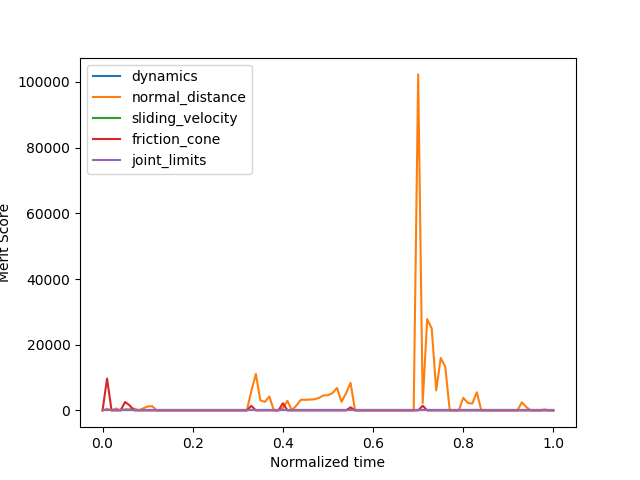 dynamics
normal_distance
sliding_velocity
friction_cone
joint_limits
100000
80000
60000
40000
20000
0
Merit Score
0.0 0.2 0.4 0.6 0.8 1.0
Normalized time